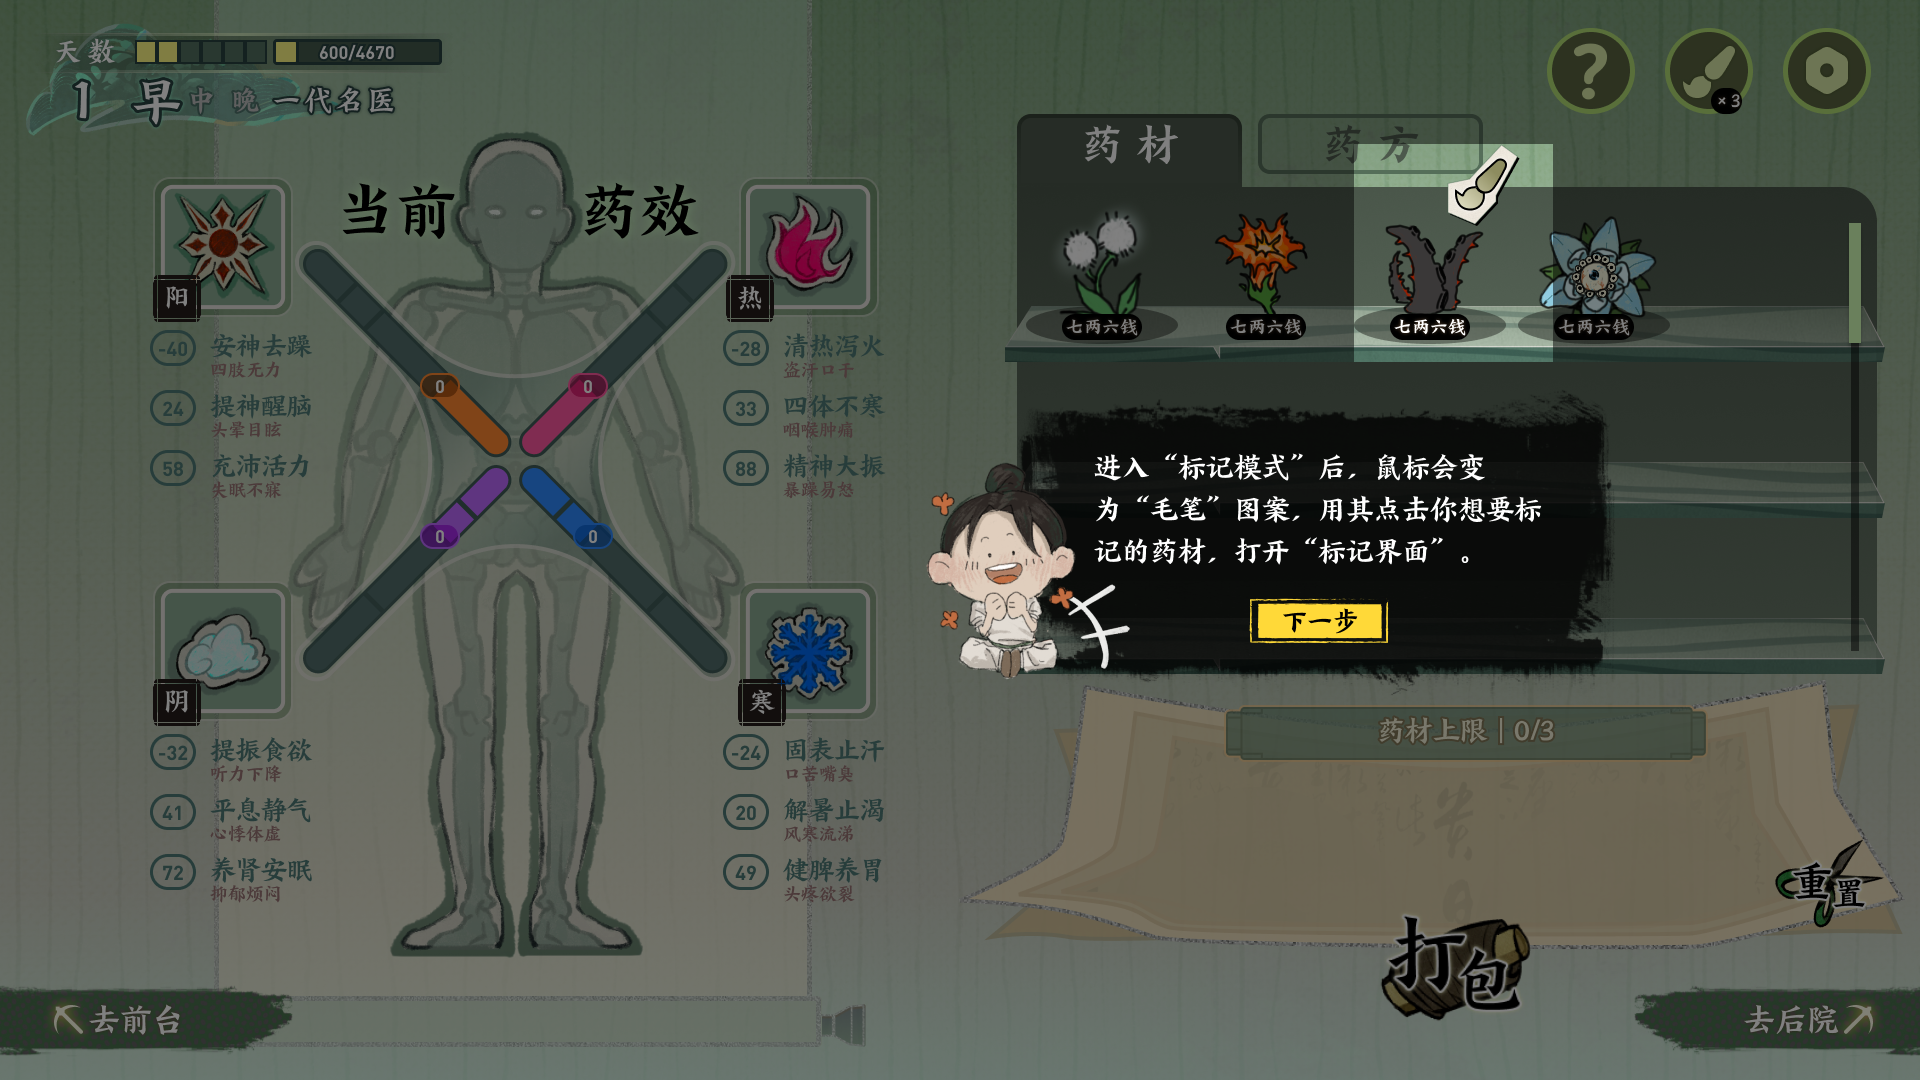 天数
600/4670
1 早 中 晚 一代名医
×3
当前药效
阳
-40 安神去躁
四肢无力
24 提神醒脑
头晕目眩
58 充沛活力
失眠不寐
热
-28 清热泻火
盗汗口干
33 四体不寒
咽喉肿痛
88 精神大振
暴躁易怒
0
0
0
0
阴
-32 提振食欲
听力下降
41 平息静气
心悸体虚
72 养肾安眠
抑郁烦闷
寒
-24 固表止汗
口苦嘴臭
20 解暑止渴
风寒流涕
49 健脾养胃
头疼欲裂
药材
药方
七两六钱
七两六钱
七两六钱
七两六钱
进入“标记模式”后，鼠标会变
为“毛笔”图案，用其点击你想要标
记的药材，打开“标记界面”。
下一步
药材上限|0/3
重置
打包
去前台
去后院